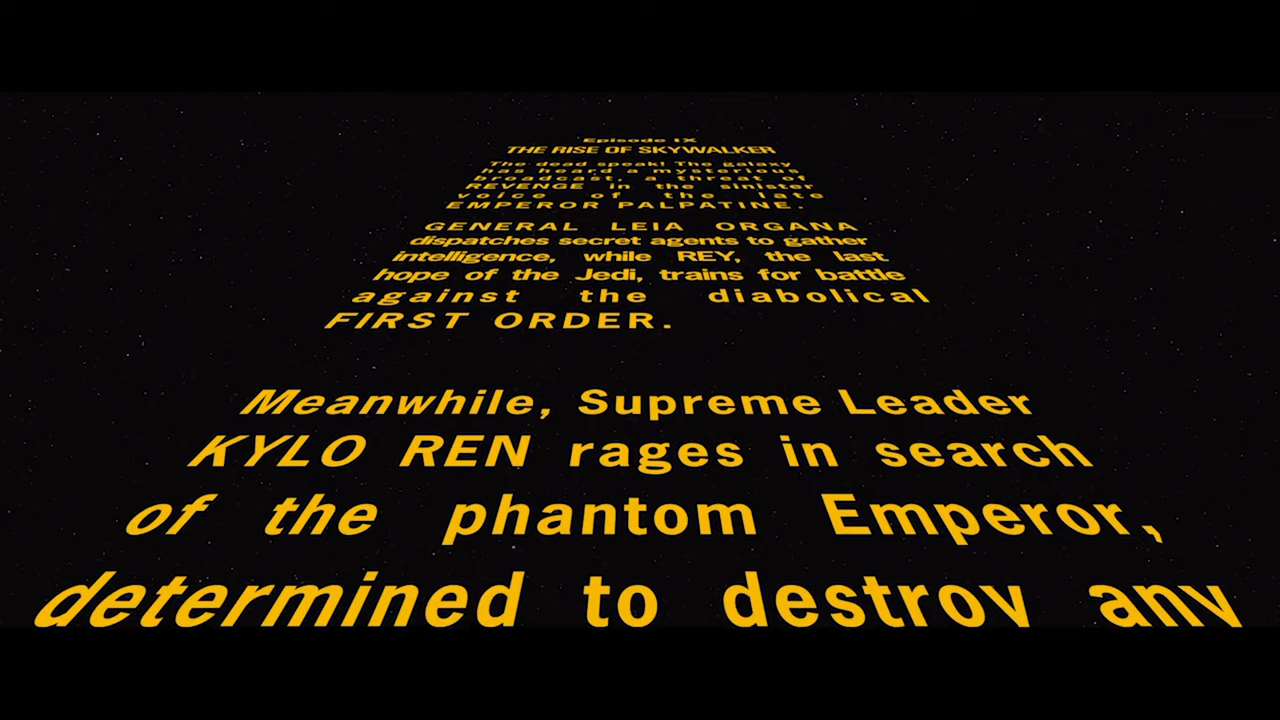 Episode IX
THE RISE OF SKYWALKER
The dead speak! The galaxy
has heard a mysterious
broadcast, a threat of
REVENGE in the sinister
voice of the late
EMPEROR PALPATINE.
GENERAL LEIA ORGANA
dispatches secret agents to gather
intelligence, while REY, the last
hope of the Jedi, trains for battle
against the diabolical
FIRST ORDER.
Meanwhile, Supreme Leader
KYLO REN rages in search
of the phantom Emperor,
determined to destroy any